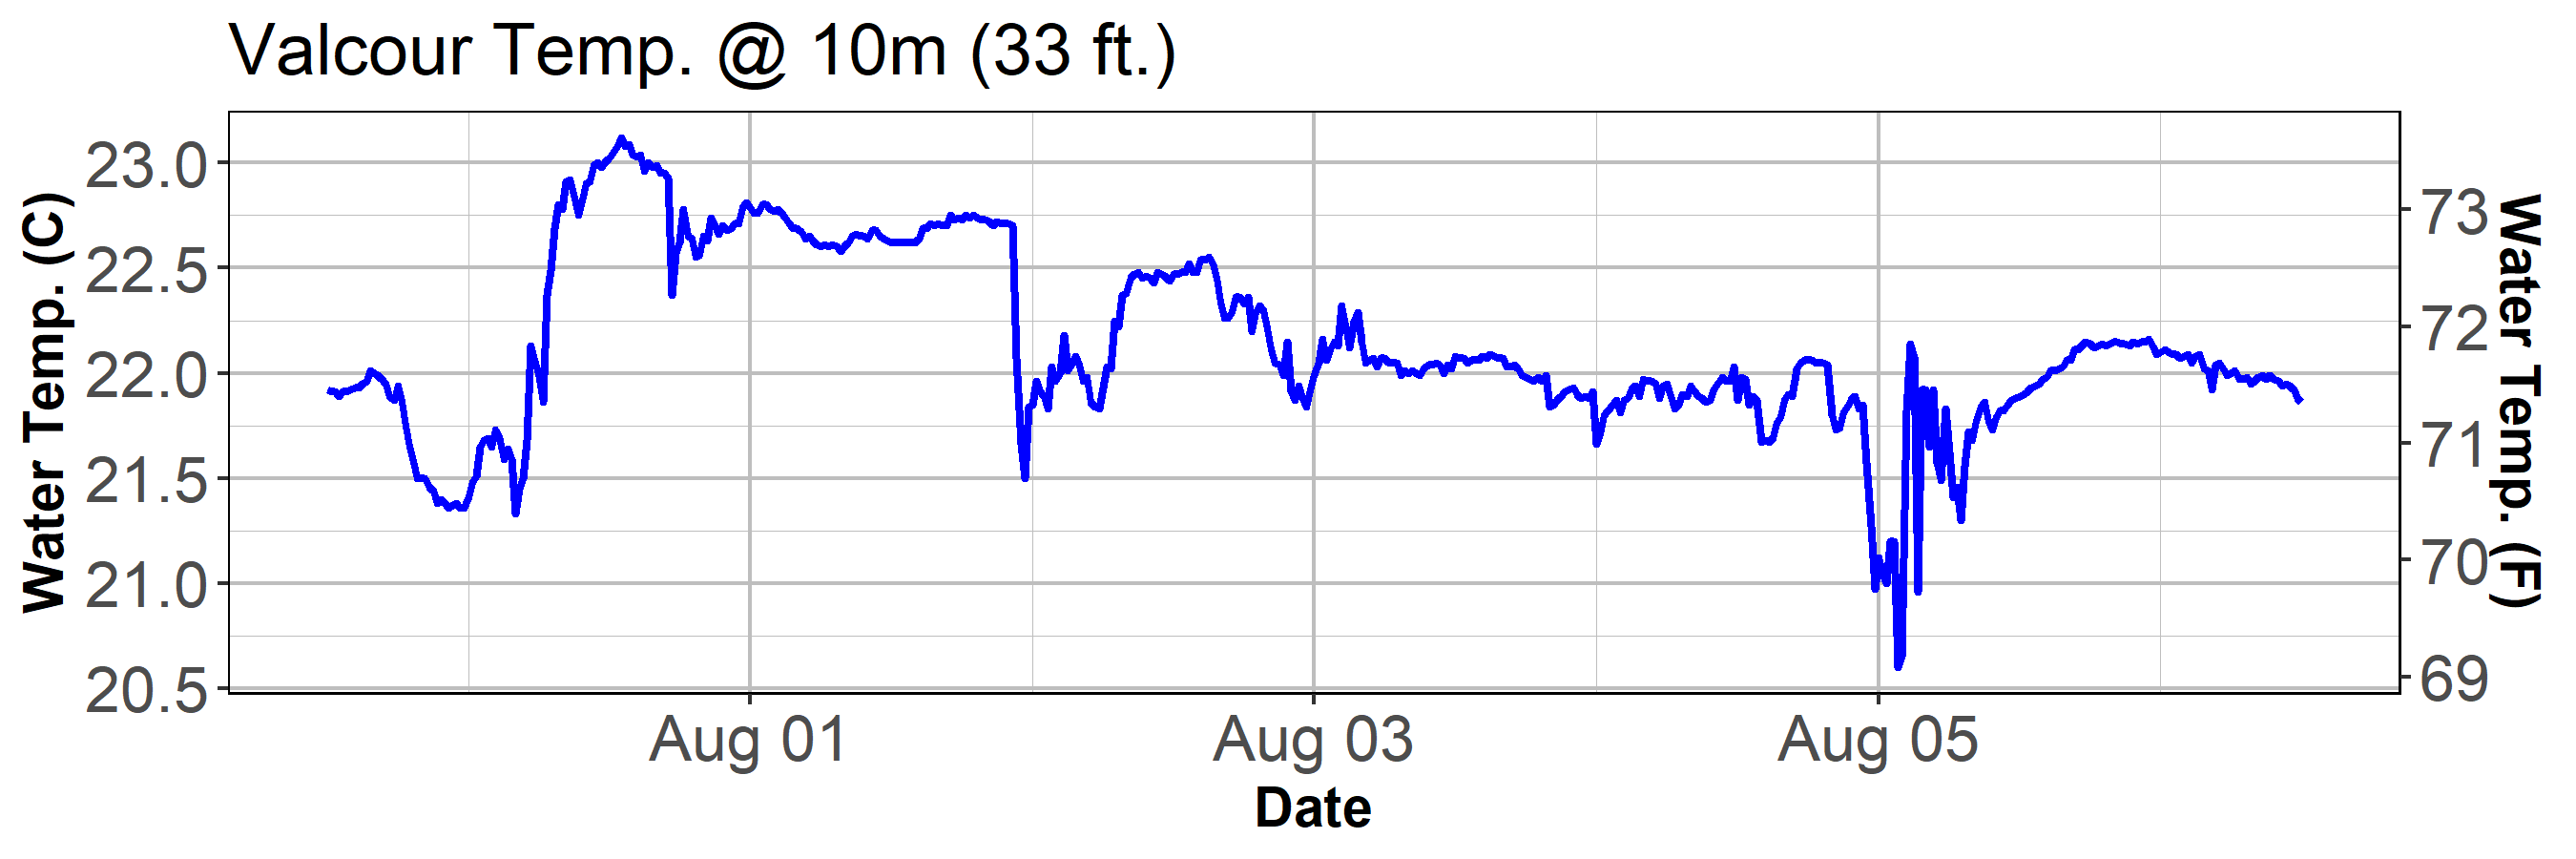 Valcour Temp. @ 10m (33 ft.)
Water Temp. (C)
23.0
22.5
22.0
21.5
21.0
20.5
73
72
71
70
69
Water Temp. (F)
Aug 01
Aug 03
Aug 05
Date